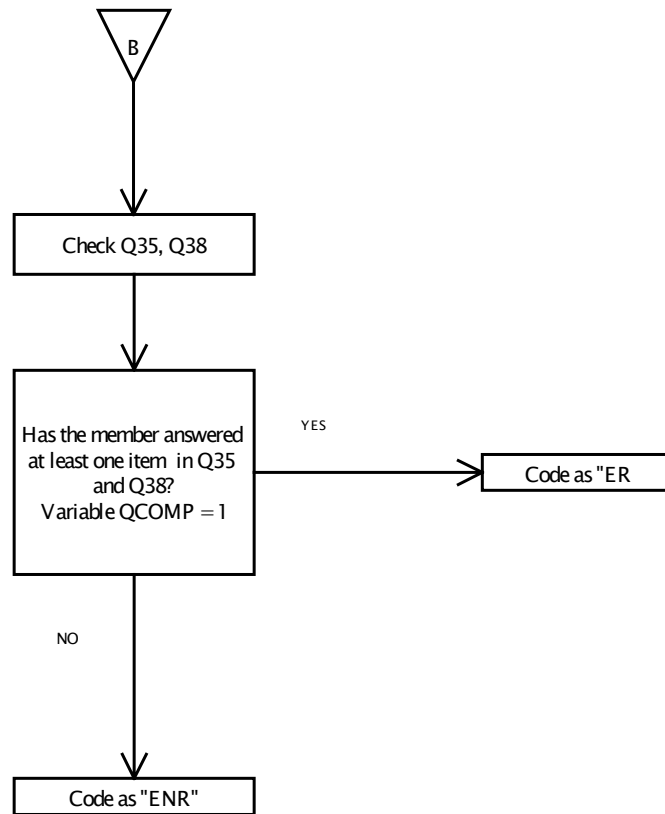 B
Check Q35, Q38
Has the member answered
at least one item in Q35
and Q38?
Variable QCOMP = 1
YES
Code as "ER
NO
Code as "ENR"